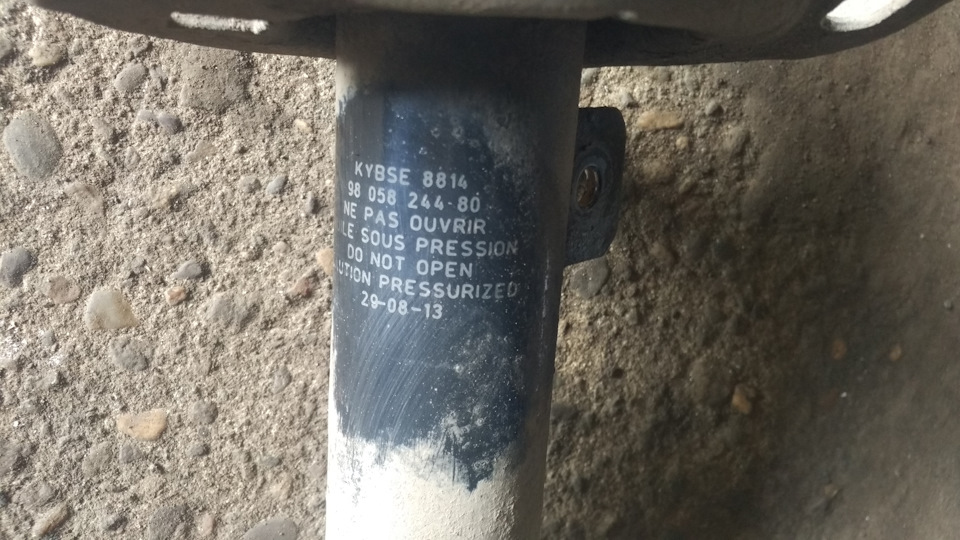 KYBSE 8814
98 058 244-80
NE PAS OUVRIR
LE SOUS PRESSION
DO NOT OPEN
UTION PRESSURIZED
29-08-13